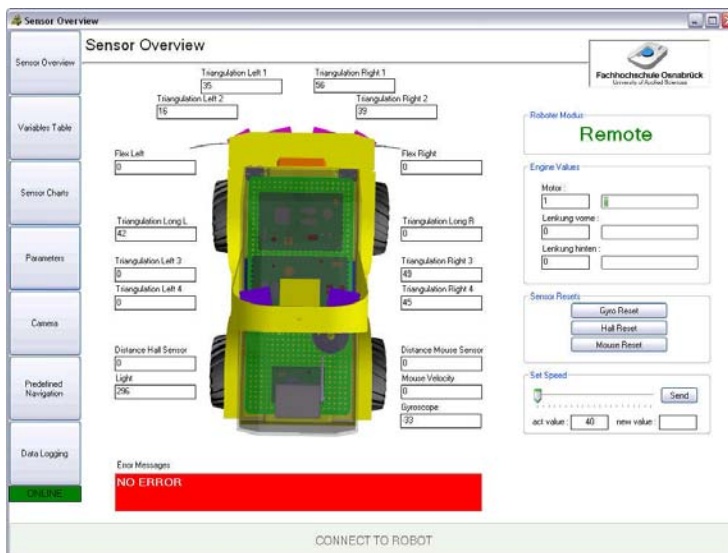 Sensor Overview
Sensor Overview
Sensor Overview
Variables Table
Sensor Charts
Parameters
Camera
Predefined
Navigation
Data Logging
ONLINE
Triangulation Left 1
35
Triangulation Right 1
56
Triangulation Left 2
16
Triangulation Right 2
39
Flex Left
0
Flex Right
0
Triangulation Long L
42
Triangulation Long R
0
Triangulation Left 3
0
Triangulation Right 3
49
Triangulation Left 4
0
Triangulation Right 4
45
Distance Hall Sensor
0
Distance Mouse Sensor
0
Light
296
Mouse Velocity
0
Gyroscope
-33
Error Messages
NO ERROR
Fachhochschule Osnabrück
University of Applied Sciences
Roboter Modus:
Remote
Engine Values
Motor :
1
Lenkung vorne :
0
Lenkung hinten :
0
Sensor Resets
Gyro Reset
Hall Reset
Mouse Reset
Set Speed
Send
act value : 40 new value :
CONNECT TO ROBOT